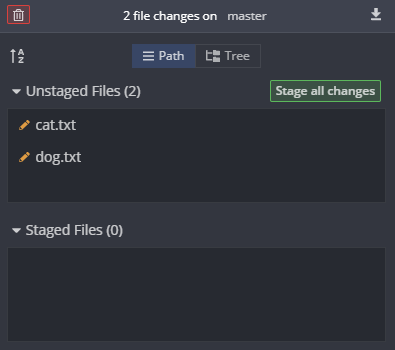 2 file changes on master
A
Z
Path Tree
Unstaged Files (2) Stage all changes
cat.txt
dog.txt
Staged Files (0)